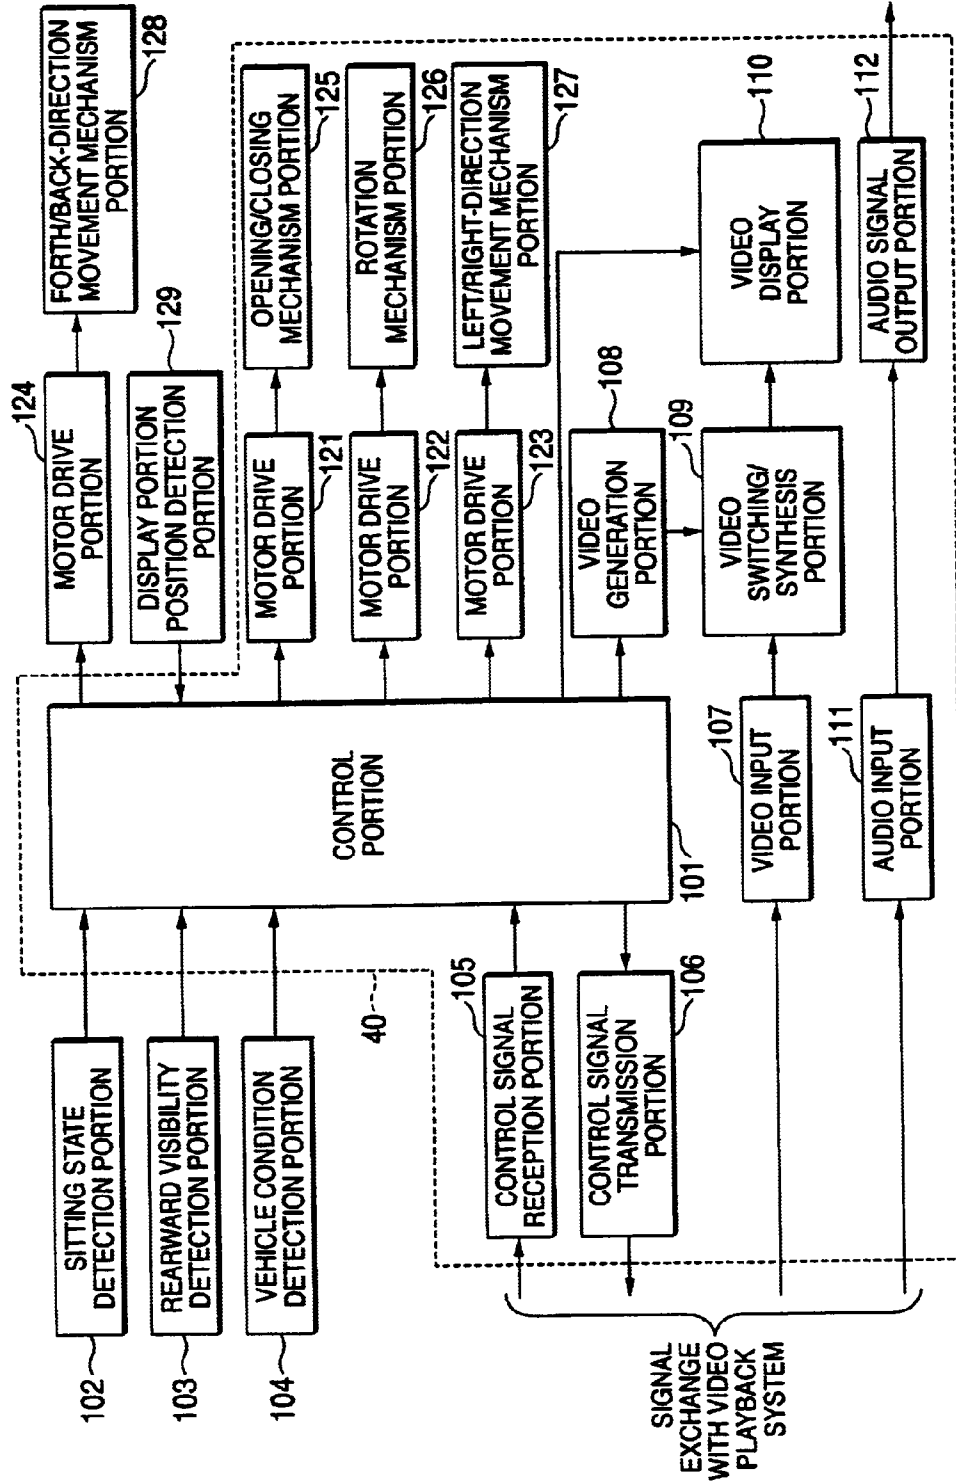 SITTING STATE
DETECTION PORTION
102
REARWARD VISIBILITY
DETECTION PORTION
103
VEHICLE CONDITION
DETECTION PORTION
104
40
CONTROL
PORTION
101
MOTOR DRIVE
PORTION
124
FORTH/BACK-DIRECTION
MOVEMENT MECHANISM
PORTION
128
DISPLAY PORTION
POSITION DETECTION
PORTION
129
MOTOR DRIVE
PORTION
121
OPENING/CLOSING
MECHANISM PORTION
125
MOTOR DRIVE
PORTION
122
ROTATION
MECHANISM PORTION
126
MOTOR DRIVE
PORTION
123
LEFT/RIGHT-DIRECTION
MOVEMENT MECHANISM
PORTION
127
CONTROL SIGNAL
RECEPTION PORTION
105
CONTROL SIGNAL
TRANSMISSION
PORTION
106
VIDEO
GENERATION
PORTION
108
VIDEO INPUT
PORTION
107
VIDEO
SWITCHING/
SYNTHESIS
PORTION
109
VIDEO
DISPLAY
PORTION
110
AUDIO INPUT
PORTION
111
AUDIO SIGNAL
OUTPUT PORTION
112
SIGNAL
EXCHANGE
WITH VIDEO
PLAYBACK
SYSTEM